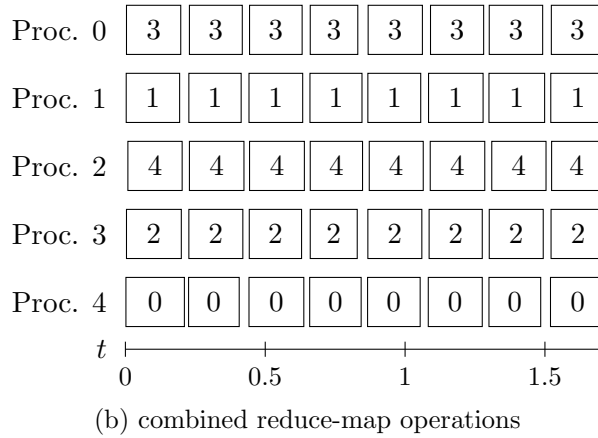 Proc. 0 3 3 3 3 3 3 3 3
Proc. 1 1 1 1 1 1 1 1 1
Proc. 2 4 4 4 4 4 4 4 4
Proc. 3 2 2 2 2 2 2 2 2
Proc. 4 0 0 0 0 0 0 0 0
t
0 0.5 1 1.5
(b) combined reduce-map operations